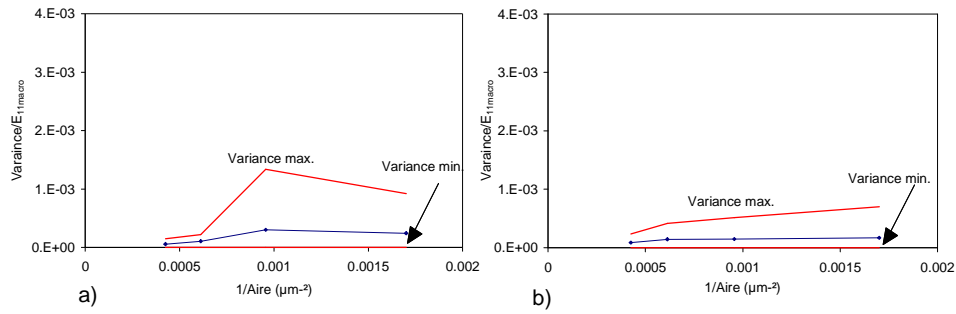 4.E-03
3.E-03
2.E-03
1.E-03
0.E+00
Varaince/E11macro
Variance max.
Variance min.
0
0.0005
0.001
0.0015
0.002
1/Aire (µm-²)
a)
4.E-03
3.E-03
2.E-03
1.E-03
0.E+00
Varaince/E11macro
Variance max.
Variance min.
0
0.0005
0.001
0.0015
0.002
1/Aire (µm-²)
b)